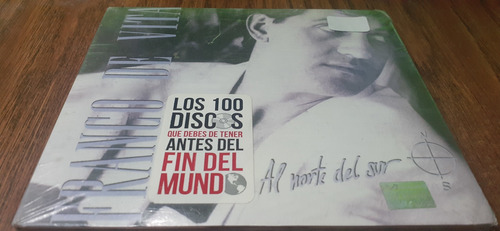 FRANCO DE VITA
LOS 100
DISCOS
QUE DEBES DE TENER
ANTES DEL
FIN DEL
MUNDO
Al norte del sur
S